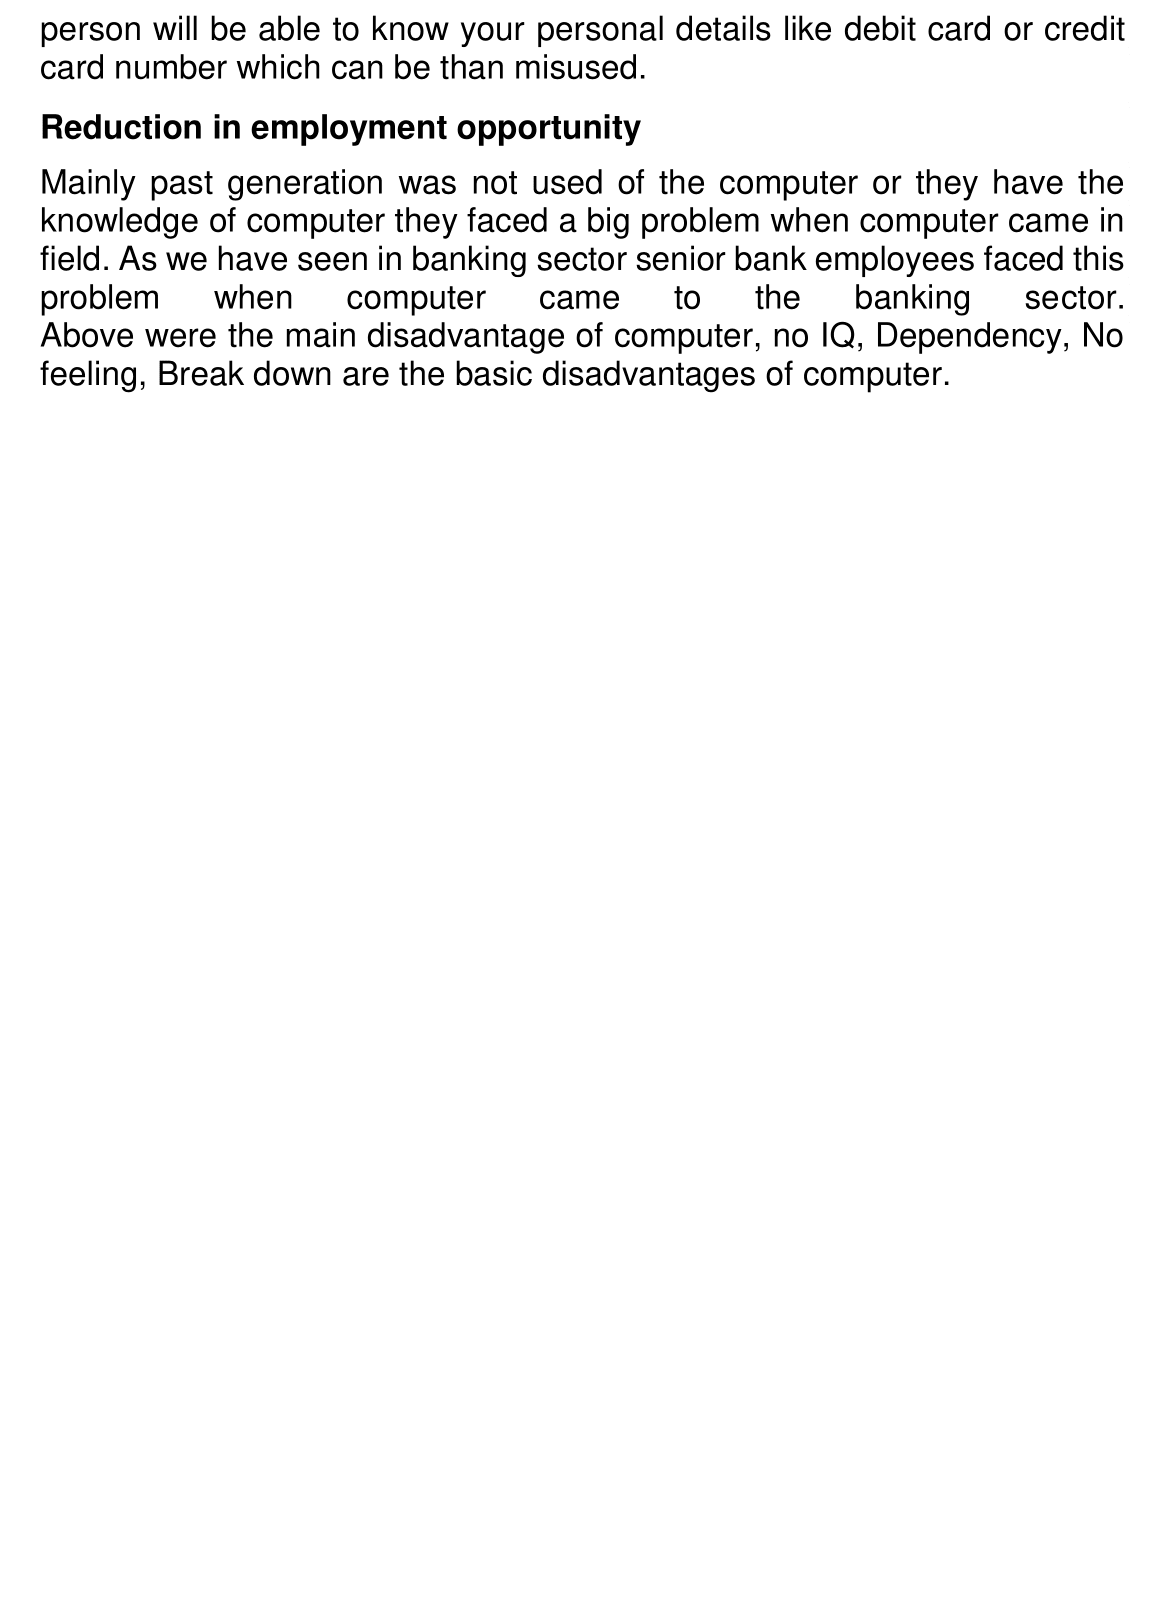 person will be able to know your personal details like debit card or credit
card number which can be than misused.
Reduction in employment opportunity
Mainly past generation was not used of the computer or they have the
knowledge of computer they faced a big problem when computer came in
field. As we have seen in banking sector senior bank employees faced this
problem when computer came to the banking sector.
Above were the main disadvantage of computer, no IQ, Dependency, No
feeling, Break down are the basic disadvantages of computer.